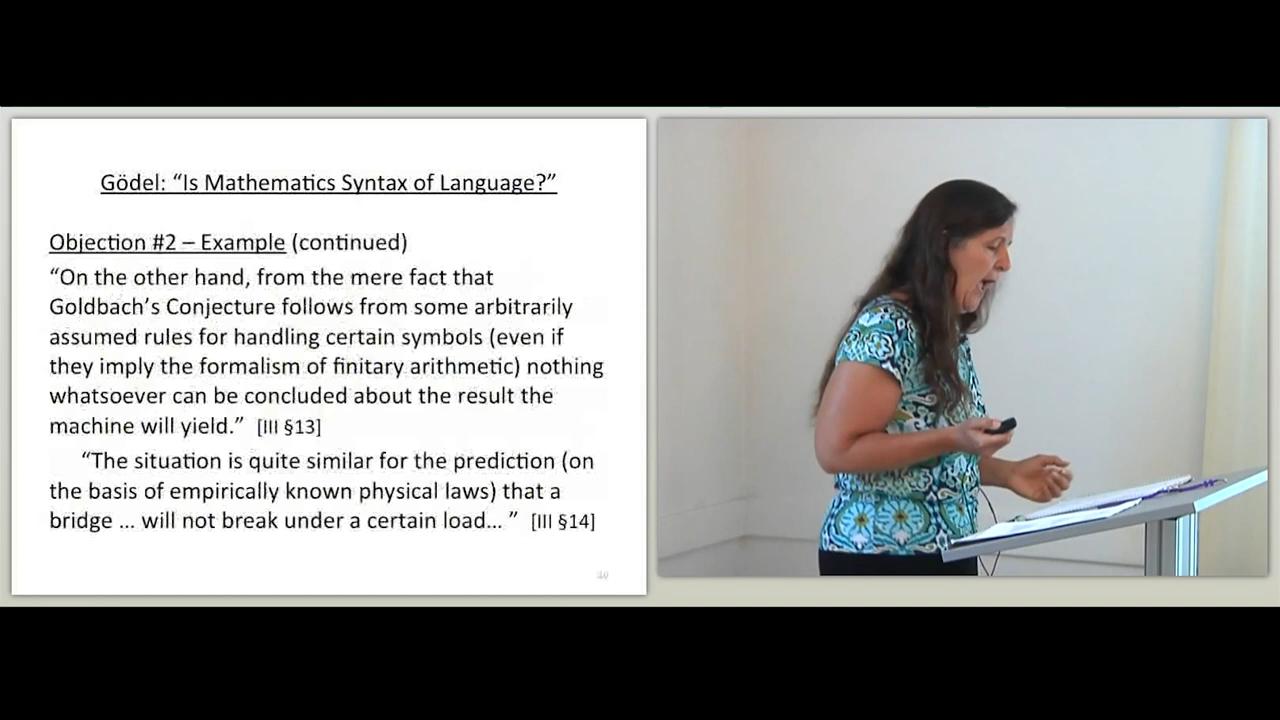 Gödel: “Is Mathematics Syntax of Language?”
Objection #2 – Example (continued)
“On the other hand, from the mere fact that
Goldbach’s Conjecture follows from some arbitrarily
assumed rules for handling certain symbols (even if
they imply the formalism of finitary arithmetic) nothing
whatsoever can be concluded about the result the
machine will yield.” [III §13]
“The situation is quite similar for the prediction (on
the basis of empirically known physical laws) that a
bridge … will not break under a certain load… ” [III §14]